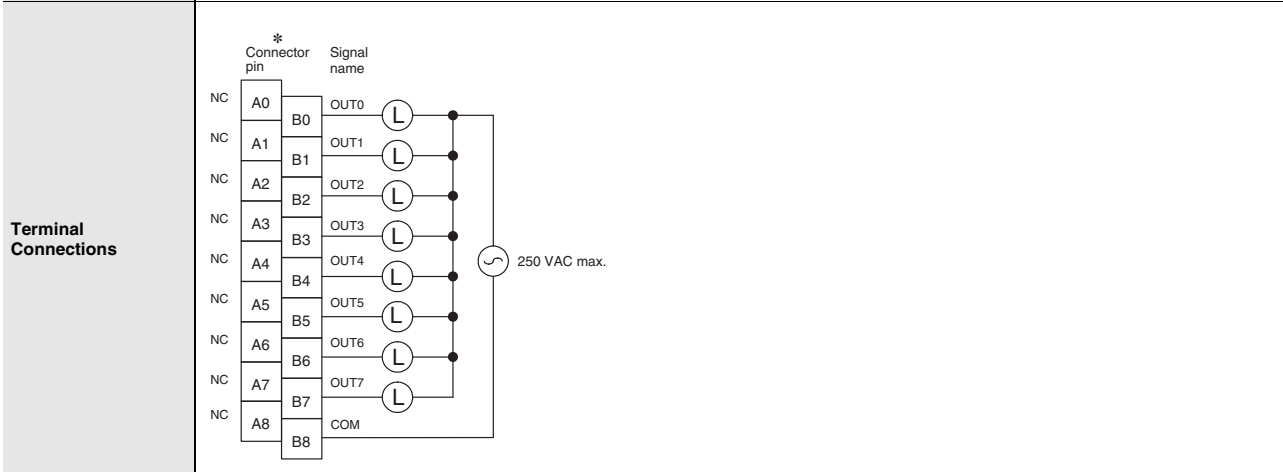 Terminal
Connections
✻
Connector
pin
Signal
name
NC A0 B0 OUT0 L
NC A1 B1 OUT1 L
NC A2 B2 OUT2 L
NC A3 B3 OUT3 L
NC A4 B4 OUT4 L
NC A5 B5 OUT5 L
NC A6 B6 OUT6 L
NC A7 B7 OUT7 L
NC A8 B8 COM
250 VAC max.